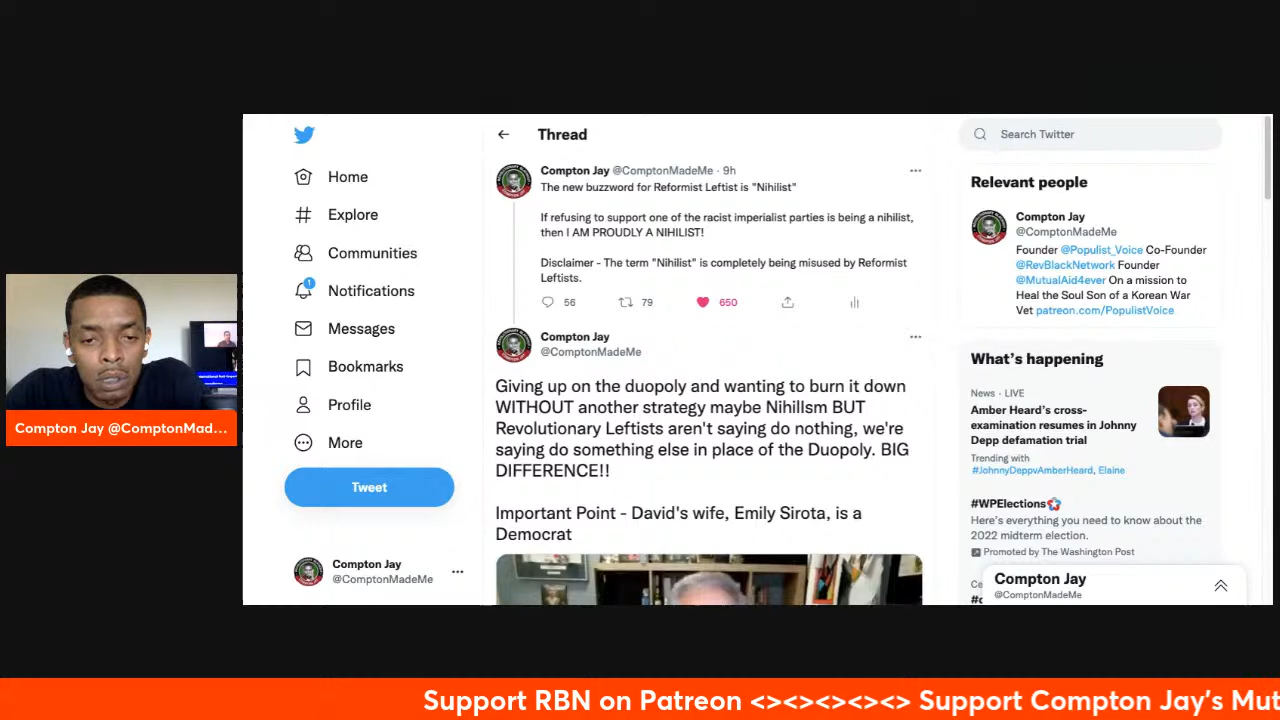 Thread
Search Twitter
Home
Explore
Communities
1
Notifications
Messages
Bookmarks
Profile
More
Tweet
Compton Jay
@ComptonMadeMe
Compton Jay @ComptonMadeMe · 9h
The new buzzword for Reformist Leftist is "Nihilist"
If refusing to support one of the racist imperialist parties is being a nihilist,
then I AM PROUDLY A NIHILIST!
Disclaimer - The term "Nihilist" is completely being misused by Reformist
Leftists.
56 79 650
Compton Jay
@ComptonMadeMe
Giving up on the duopoly and wanting to burn it down
WITHOUT another strategy maybe Nihilsm BUT
Revolutionary Leftists aren't saying do nothing, we're
saying do something else in place of the Duopoly. BIG
DIFFERENCE!!
Important Point - David's wife, Emily Sirota, is a
Democrat
Relevant people
Compton Jay
@ComptonMadeMe
Founder @Populist_Voice Co-Founder
@RevBlackNetwork Founder
@MutualAid4ever On a mission to
Heal the Soul Son of a Korean War
Vet patreon.com/PopulistVoice
What's happening
News · LIVE
Amber Heard's cross-
examination resumes in Johnny
Depp defamation trial
Trending with
#JohnnyDeppvAmberHeard, Elaine
#WPElections
Here's everything you need to know about the
2022 midterm election.
Promoted by The Washington Post
Compton Jay
@ComptonMadeMe
Compton Jay @ComptonMad...
Support RBN on Patreon <><><><><> Support Compton Jay's Mut